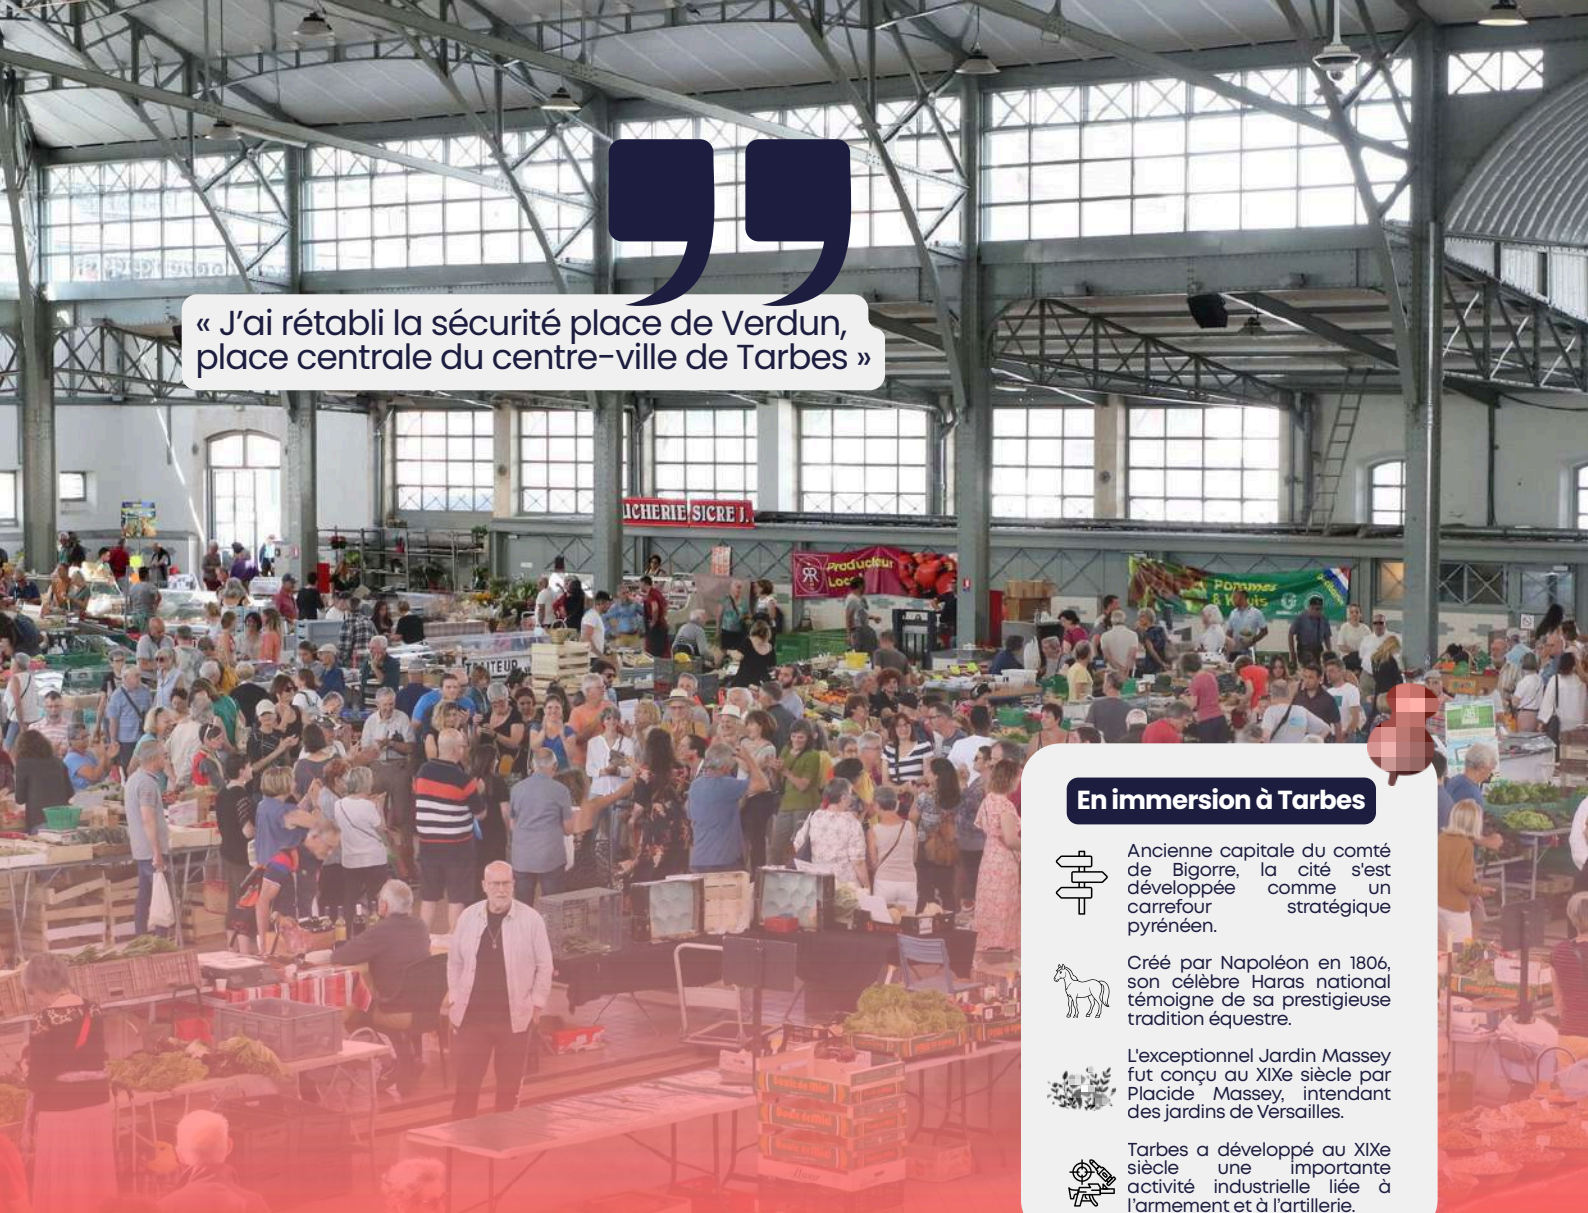 « J’ai rétabli la sécurité place de Verdun,
place centrale du centre-ville de Tarbes »
SICRE J.
Producteur
Pommes
& Kiwis
TRAITEUR
En immersion à Tarbes
Ancienne capitale du comté
de Bigorre, la cité s'est
développée comme un
carrefour stratégique
pyrénéen.
Créé par Napoléon en 1806,
son célèbre Haras national
témoigne de sa prestigieuse
tradition équestre.
L'exceptionnel Jardin Massey
fut conçu au XIXe siècle par
Placide Massey, intendant
des jardins de Versailles.
Tarbes a développé au XIXe
siècle une importante
activité industrielle liée à
l’armement et à l’artillerie.